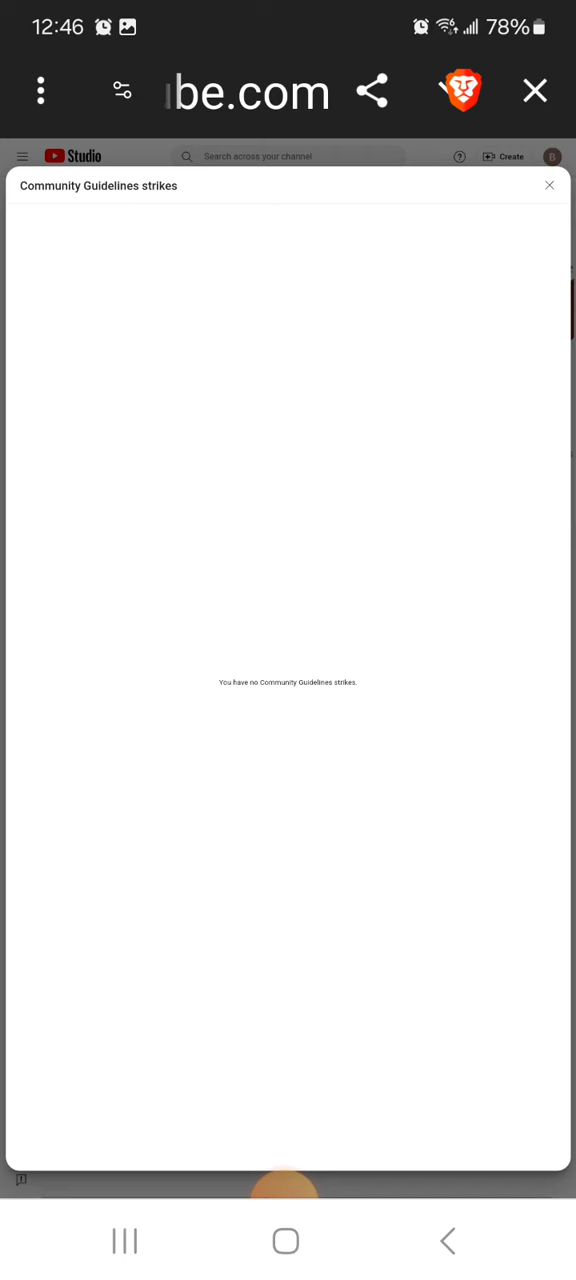 12:46 78%
be.com
Studio Search across your channel Create B
Community Guidelines strikes
You have no Community Guidelines strikes.